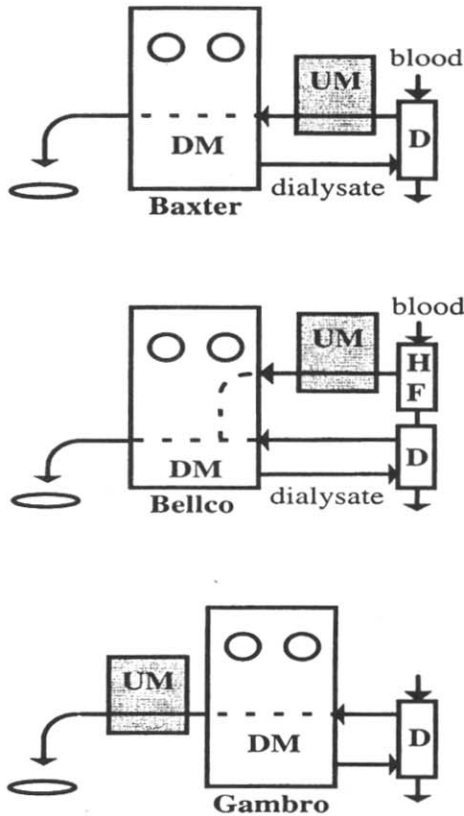 blood
UM
D
DM
dialysate
Baxter
blood
UM
H
F
D
DM
dialysate
Bellco
UM
D
DM
Gambro